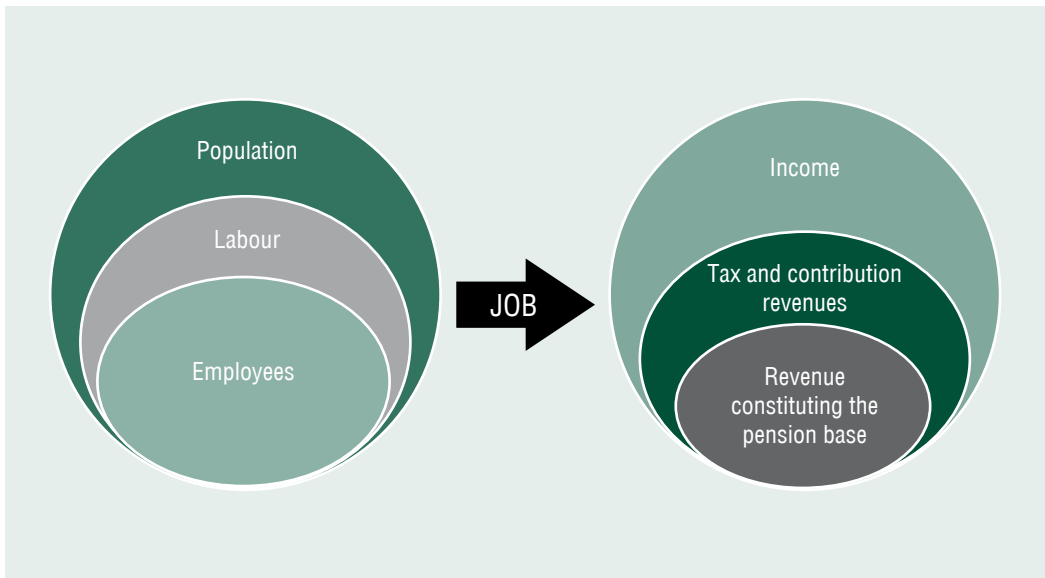 Population
Labour
Employees
JOB
Income
Tax and contribution
revenues
Revenue
constituting the
pension base